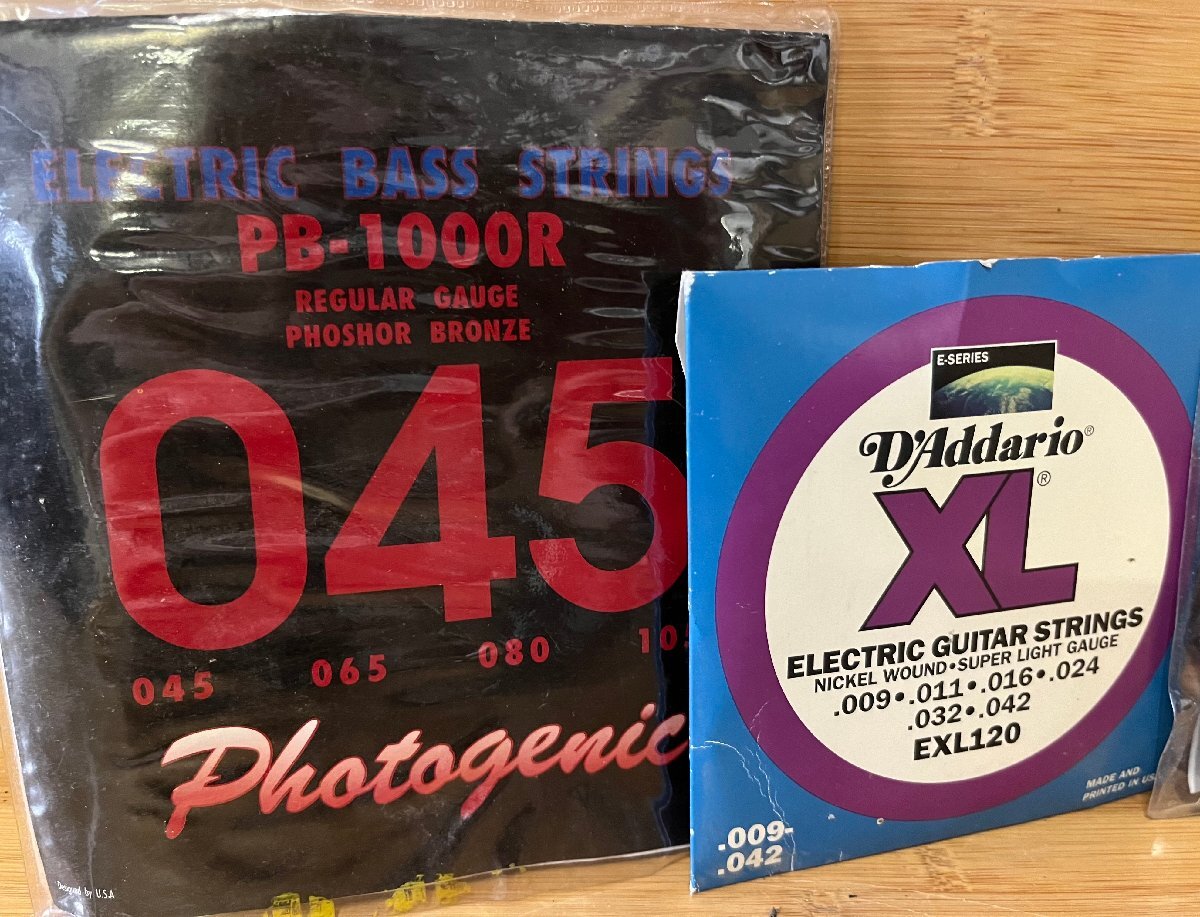 ELECTRIC BASS STRINGS
PB-1000R
REGULAR GAUGE
PHOSHOR BRONZE
045
045 065 080
Photogenic
Designed by U.S.A
E-SERIES
D'Addario®
XL®
ELECTRIC GUITAR STRINGS
NICKEL WOUND•SUPER LIGHT GAUGE
.009•.011•.016•.024
.032•.042
EXL120
MADE AND
PRINTED IN
.009-
.042